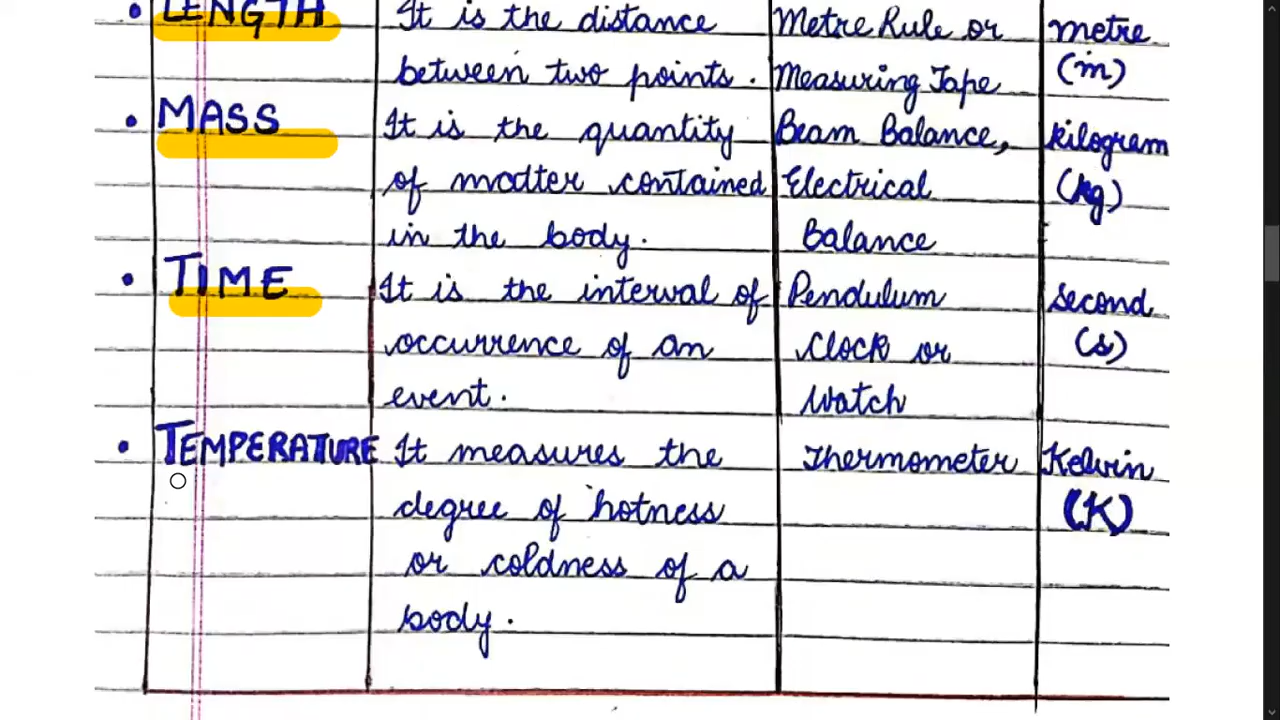 • LENGTH It is the distance Metre Rule or metre
between two points. Measuring Tape (m)
• MASS It is the quantity Beam Balance, kilogram
of matter contained Electrical (kg)
in the body. Balance
• TIME It is the interval of Pendulum second
occurrence of an Clock or (s)
event. Watch
• TEMPERATURE It measures the Thermometer Kelvin
degree of hotness (K)
or coldness of a
body.